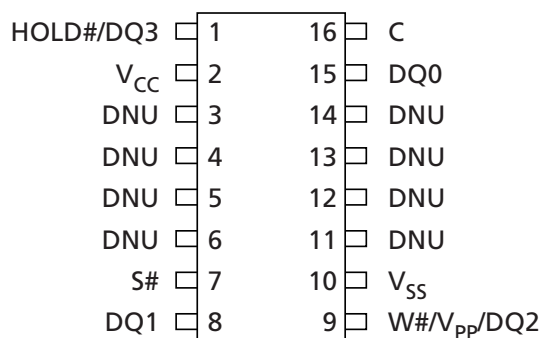 HOLD#/DQ3 1 16 C
VCC 2 15 DQ0
DNU 3 14 DNU
DNU 4 13 DNU
DNU 5 12 DNU
DNU 6 11 DNU
S# 7 10 VSS
DQ1 8 9 W#/VPP/DQ2